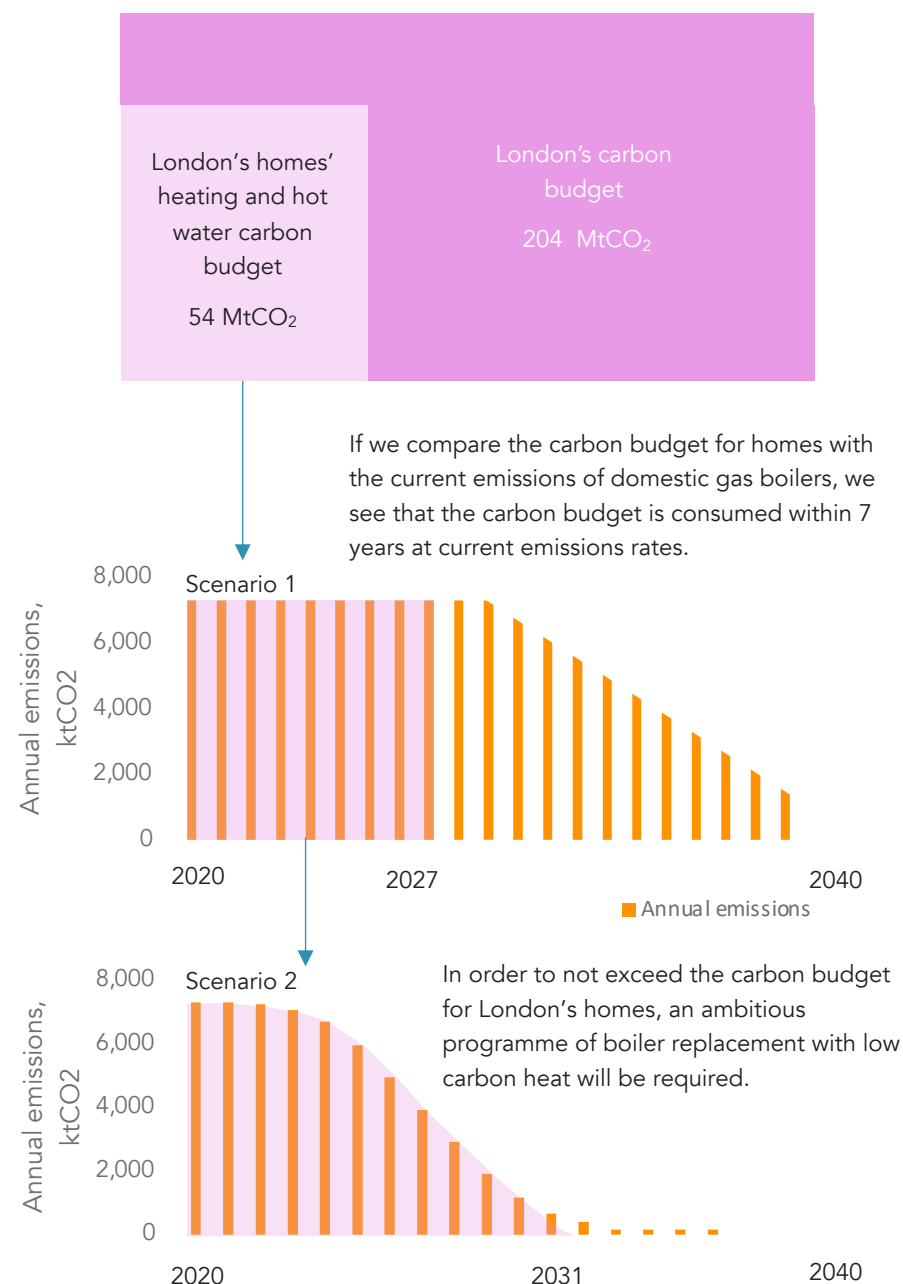 London's homes'
heating and hot
water carbon
budget
54 MtCO₂
London's carbon
budget
204 MtCO₂
If we compare the carbon budget for homes with
the current emissions of domestic gas boilers, we
see that the carbon budget is consumed within 7
years at current emissions rates.
Annual emissions,
ktCO2
8,000
6,000
4,000
2,000
0
Scenario 1
2020
2027
2040
Annual emissions
Annual emissions,
ktCO2
8,000
6,000
4,000
2,000
0
Scenario 2
In order to not exceed the carbon budget
for London's homes, an ambitious
programme of boiler replacement with low
carbon heat will be required.
2020
2031
2040